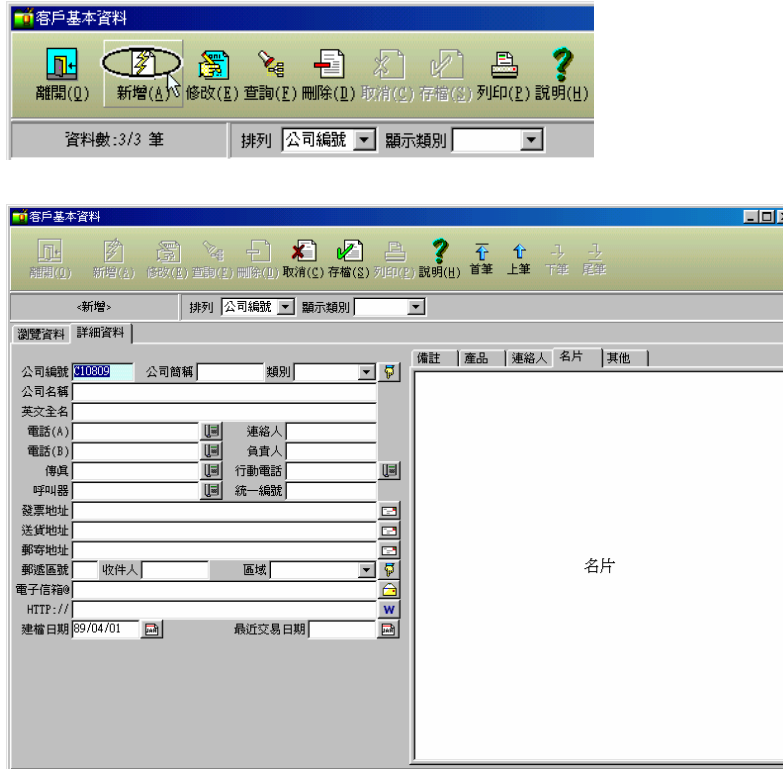 客戶基本資料
離開(Q) 新增(A) 修改(E) 查詢(F) 刪除(D) 取消(C) 存檔(S) 列印(P) 說明(H)
資料數:3/3 筆 排列 公司編號 顯示類別
客戶基本資料
離開(Q) 新增(A) 修改(E) 查詢(F) 刪除(D) 取消(C) 存檔(S) 列印(P) 說明(H) 首筆 上筆 下筆 尾筆
<新增> 排列 公司編號 顯示類別
瀏覽資料 詳細資料
備註 產品 連絡人 名片 其他
公司編號 C10809 公司簡稱 類別
公司名稱
英文全名
電話(A) 連絡人
電話(B) 負責人
傳真 行動電話
呼叫器 統一編號
發票地址
送貨地址
郵寄地址
郵遞區號 收件人 區域
名片
電子信箱@
HTTP:// W
建檔日期 89/04/01 最近交易日期